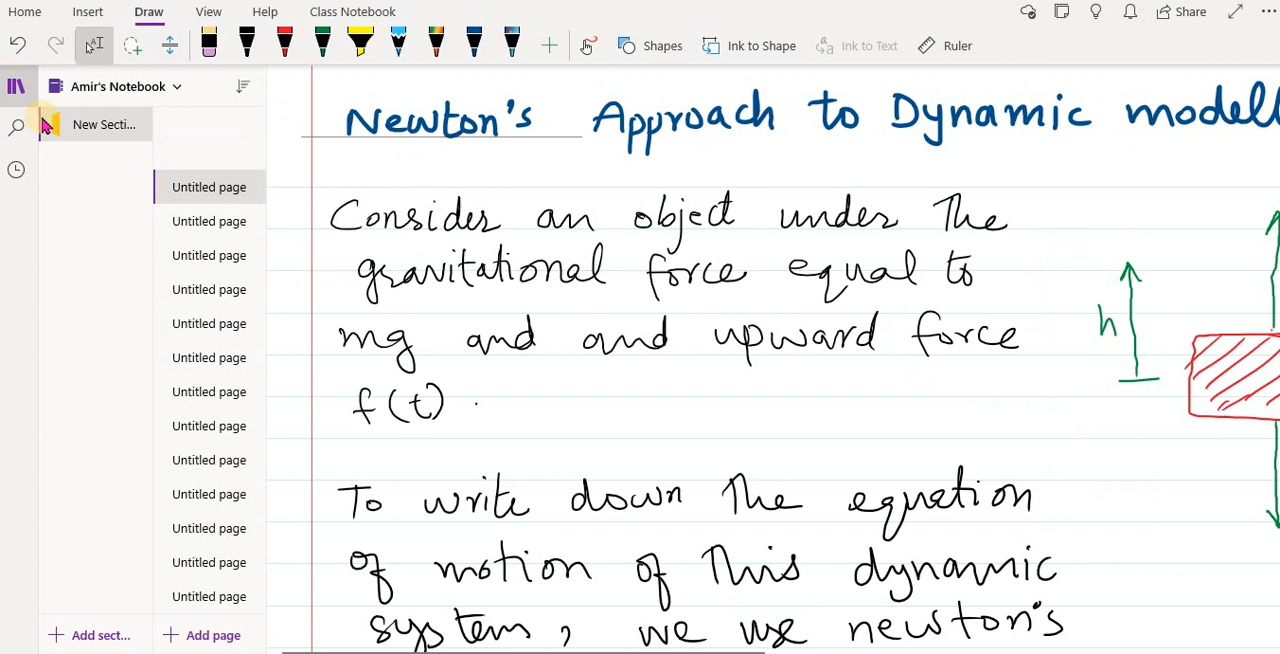 Home Insert Draw View Help Class Notebook
Share
Shapes Ink to Shape Ink to Text Ruler
Amir's Notebook
New Secti...
Untitled page
Untitled page
Untitled page
Untitled page
Untitled page
Untitled page
Untitled page
Untitled page
Untitled page
Untitled page
Untitled page
Untitled page
Untitled page
Add sect...
Add page
Newton's Approach to Dynamic modell
Consider an object under the
gravitational force equal to
mg and and upward force
f(t).
h
To write down the equation
of motion of this dynamic
system, we use newton's